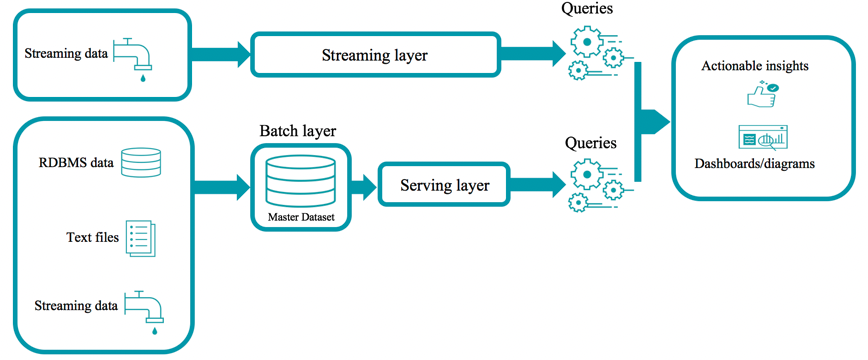 Queries
Streaming data
Streaming layer
Actionable insights
Batch layer
Queries
RDBMS data
Dashboards/diagrams
Serving layer
Master Dataset
Text files
Streaming data